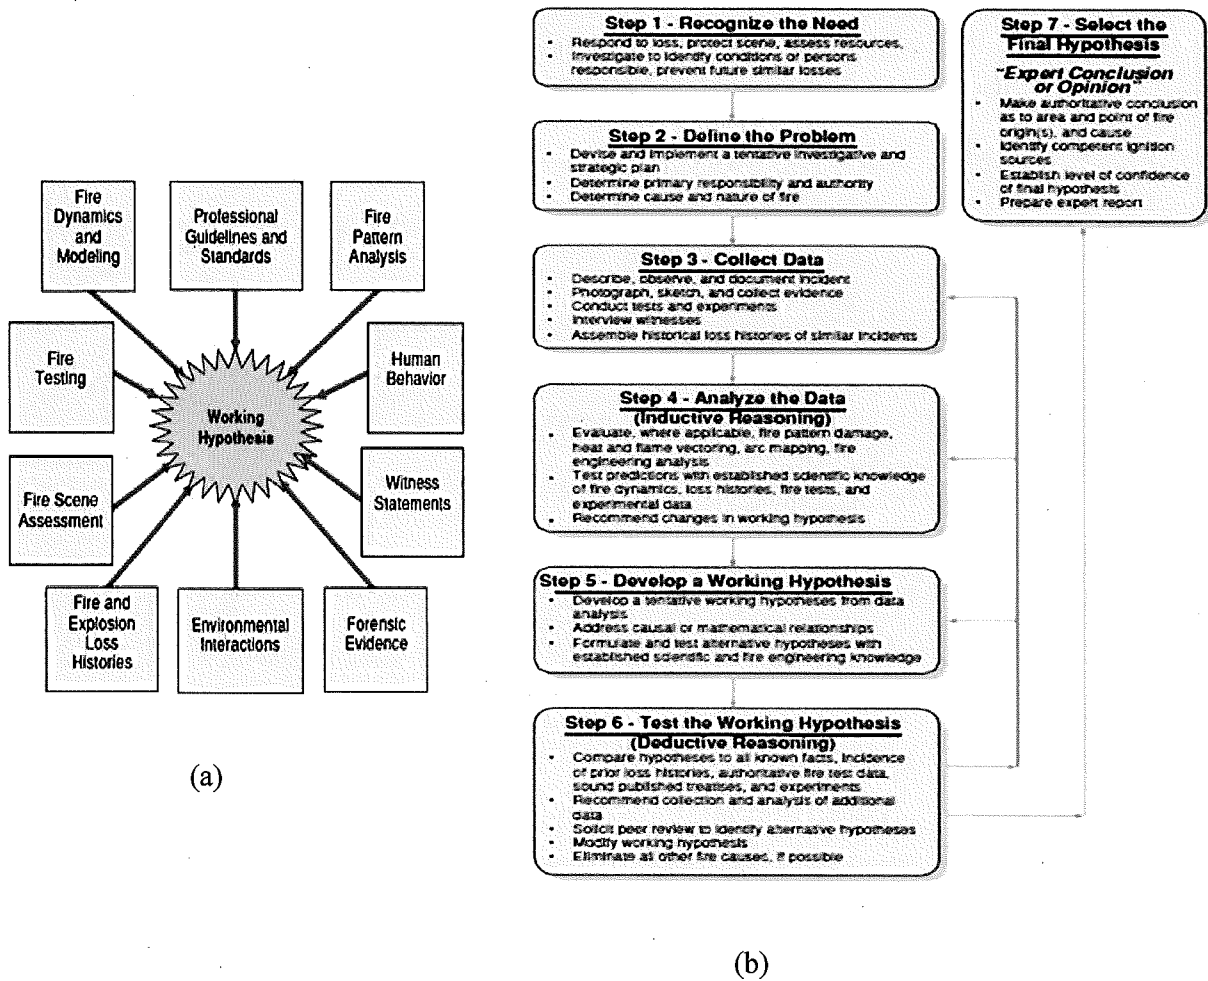 Fire
Dynamics
and
Modeling
Professional
Guidelines and
Standards
Fire
Pattern
Analysis
Fire
Testing
Human
Behavior
Working
Hypothesis
Fire Scene
Assessment
Witness
Statements
Fire and
Explosion
Loss
Histories
Environmental
Interactions
Forensic
Evidence
(a)
Step 1 - Recognize the Need
• Respond to loss, protect scene, assess resources,
• Investigate to identify conditions or persons
responsible, prevent future similar losses
Step 2 - Define the Problem
• Devise and implement a tentative investigative and
strategic plan
• Determine primary responsibility and authority
• Determine cause and nature of fire
Step 3 - Collect Data
• Describe, observe, and document incident
• Photograph, sketch, and collect evidence
• Conduct tests and experiments
• Interview witnesses
• Assemble historical loss histories of similar incidents
Step 4 - Analyze the Data
(Inductive Reasoning)
• Evaluate, where applicable, fire pattern damage,
heat and flame vectoring, arc mapping, fire
engineering analysis
• Test predictions with established scientific knowledge
of fire dynamics, loss histories, fire tests, and
experimental data
• Recommend changes in working hypothesis
Step 5 - Develop a Working Hypothesis
• Develop a tentative working hypotheses from data
analysis
• Address causal or mathematical relationships
• Formulate and test alternative hypotheses with
established scientific and fire engineering knowledge
Step 6 - Test the Working Hypothesis
(Deductive Reasoning)
• Compare hypotheses to all known facts, incidence
of prior loss histories, authoritative fire test data,
sound published treatises, and experiments
• Recommend collection and analysis of additional
data
• Solicit peer review to identify alternative hypotheses
• Modify working hypothesis
• Eliminate all other fire causes, if possible
Step 7 - Select the
Final Hypothesis
"Expert Conclusion
or Opinion"
• Make authoritative conclusion
as to area and point of fire
origin(s), and cause
• Identify competent ignition
sources
• Establish level of confidence
of final hypothesis
• Prepare expert report
(b)